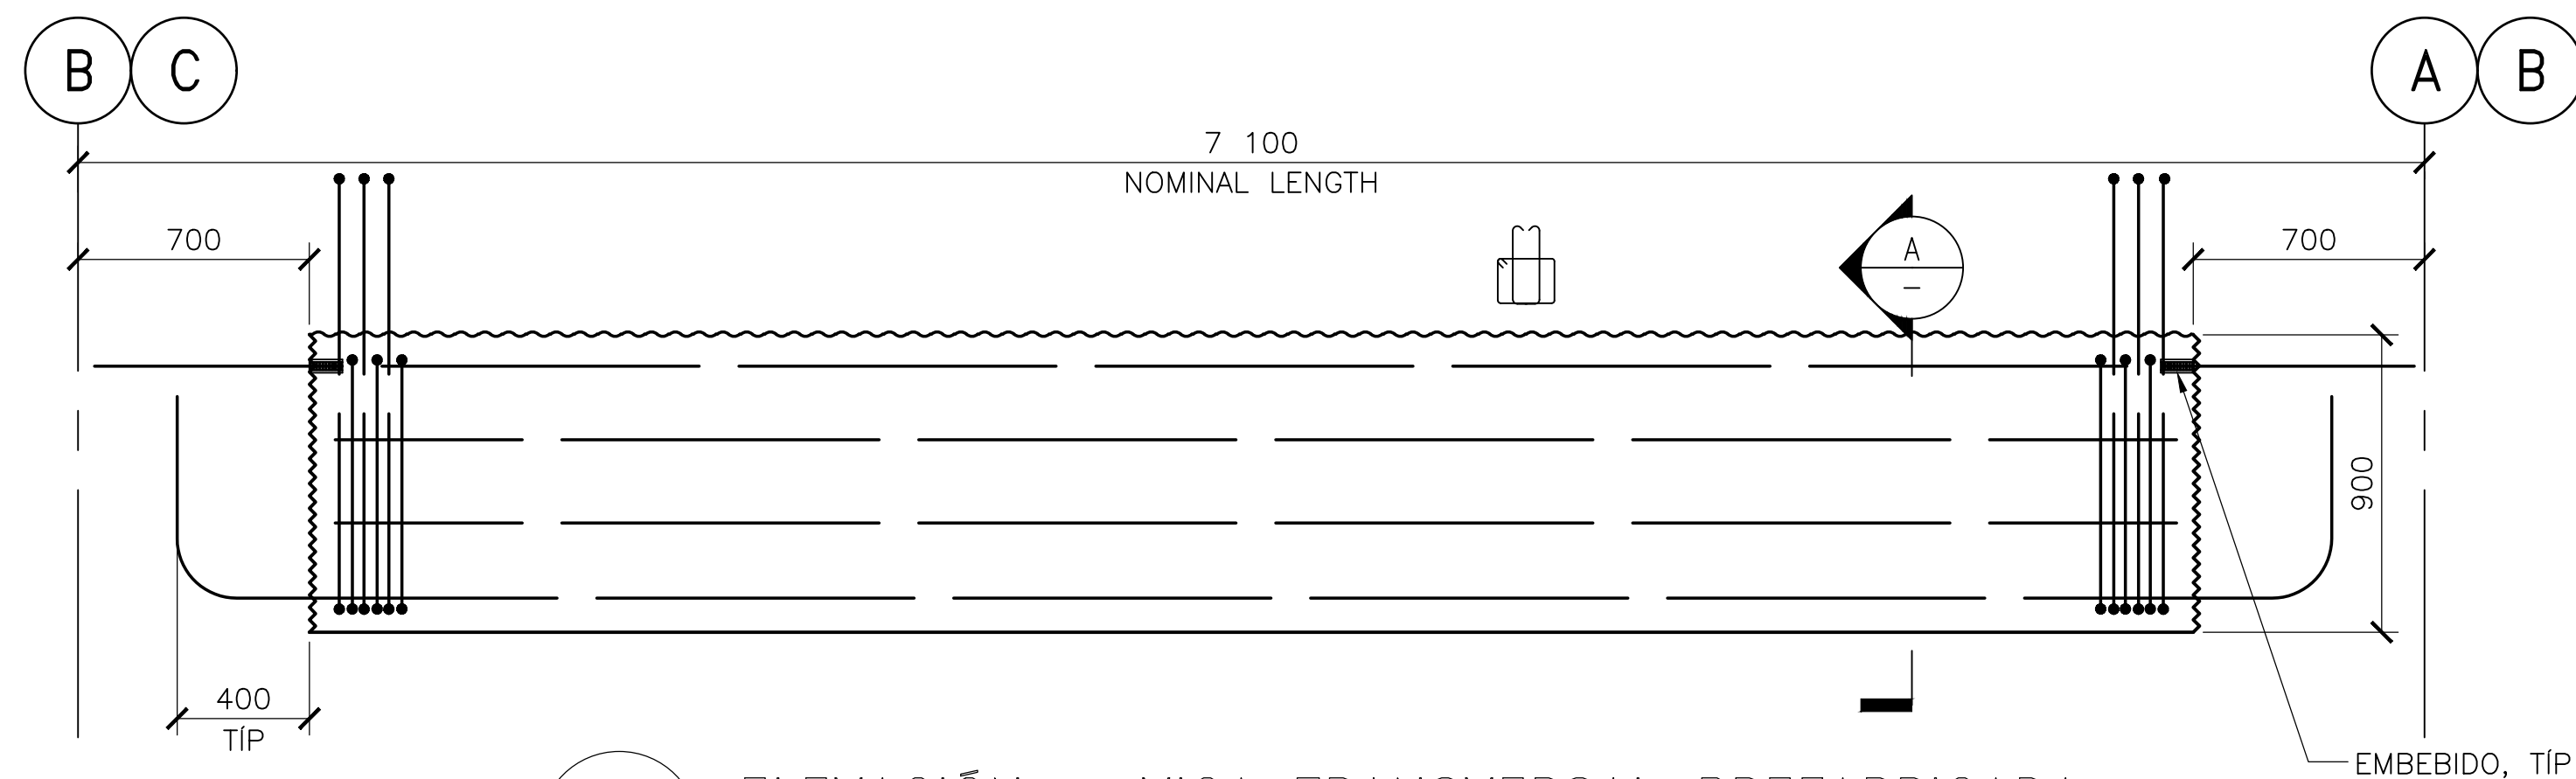 B C A B
7 100
NOMINAL LENGTH
700 700
A
–
900
400
TÍP
EMBEBIDO, TÍP